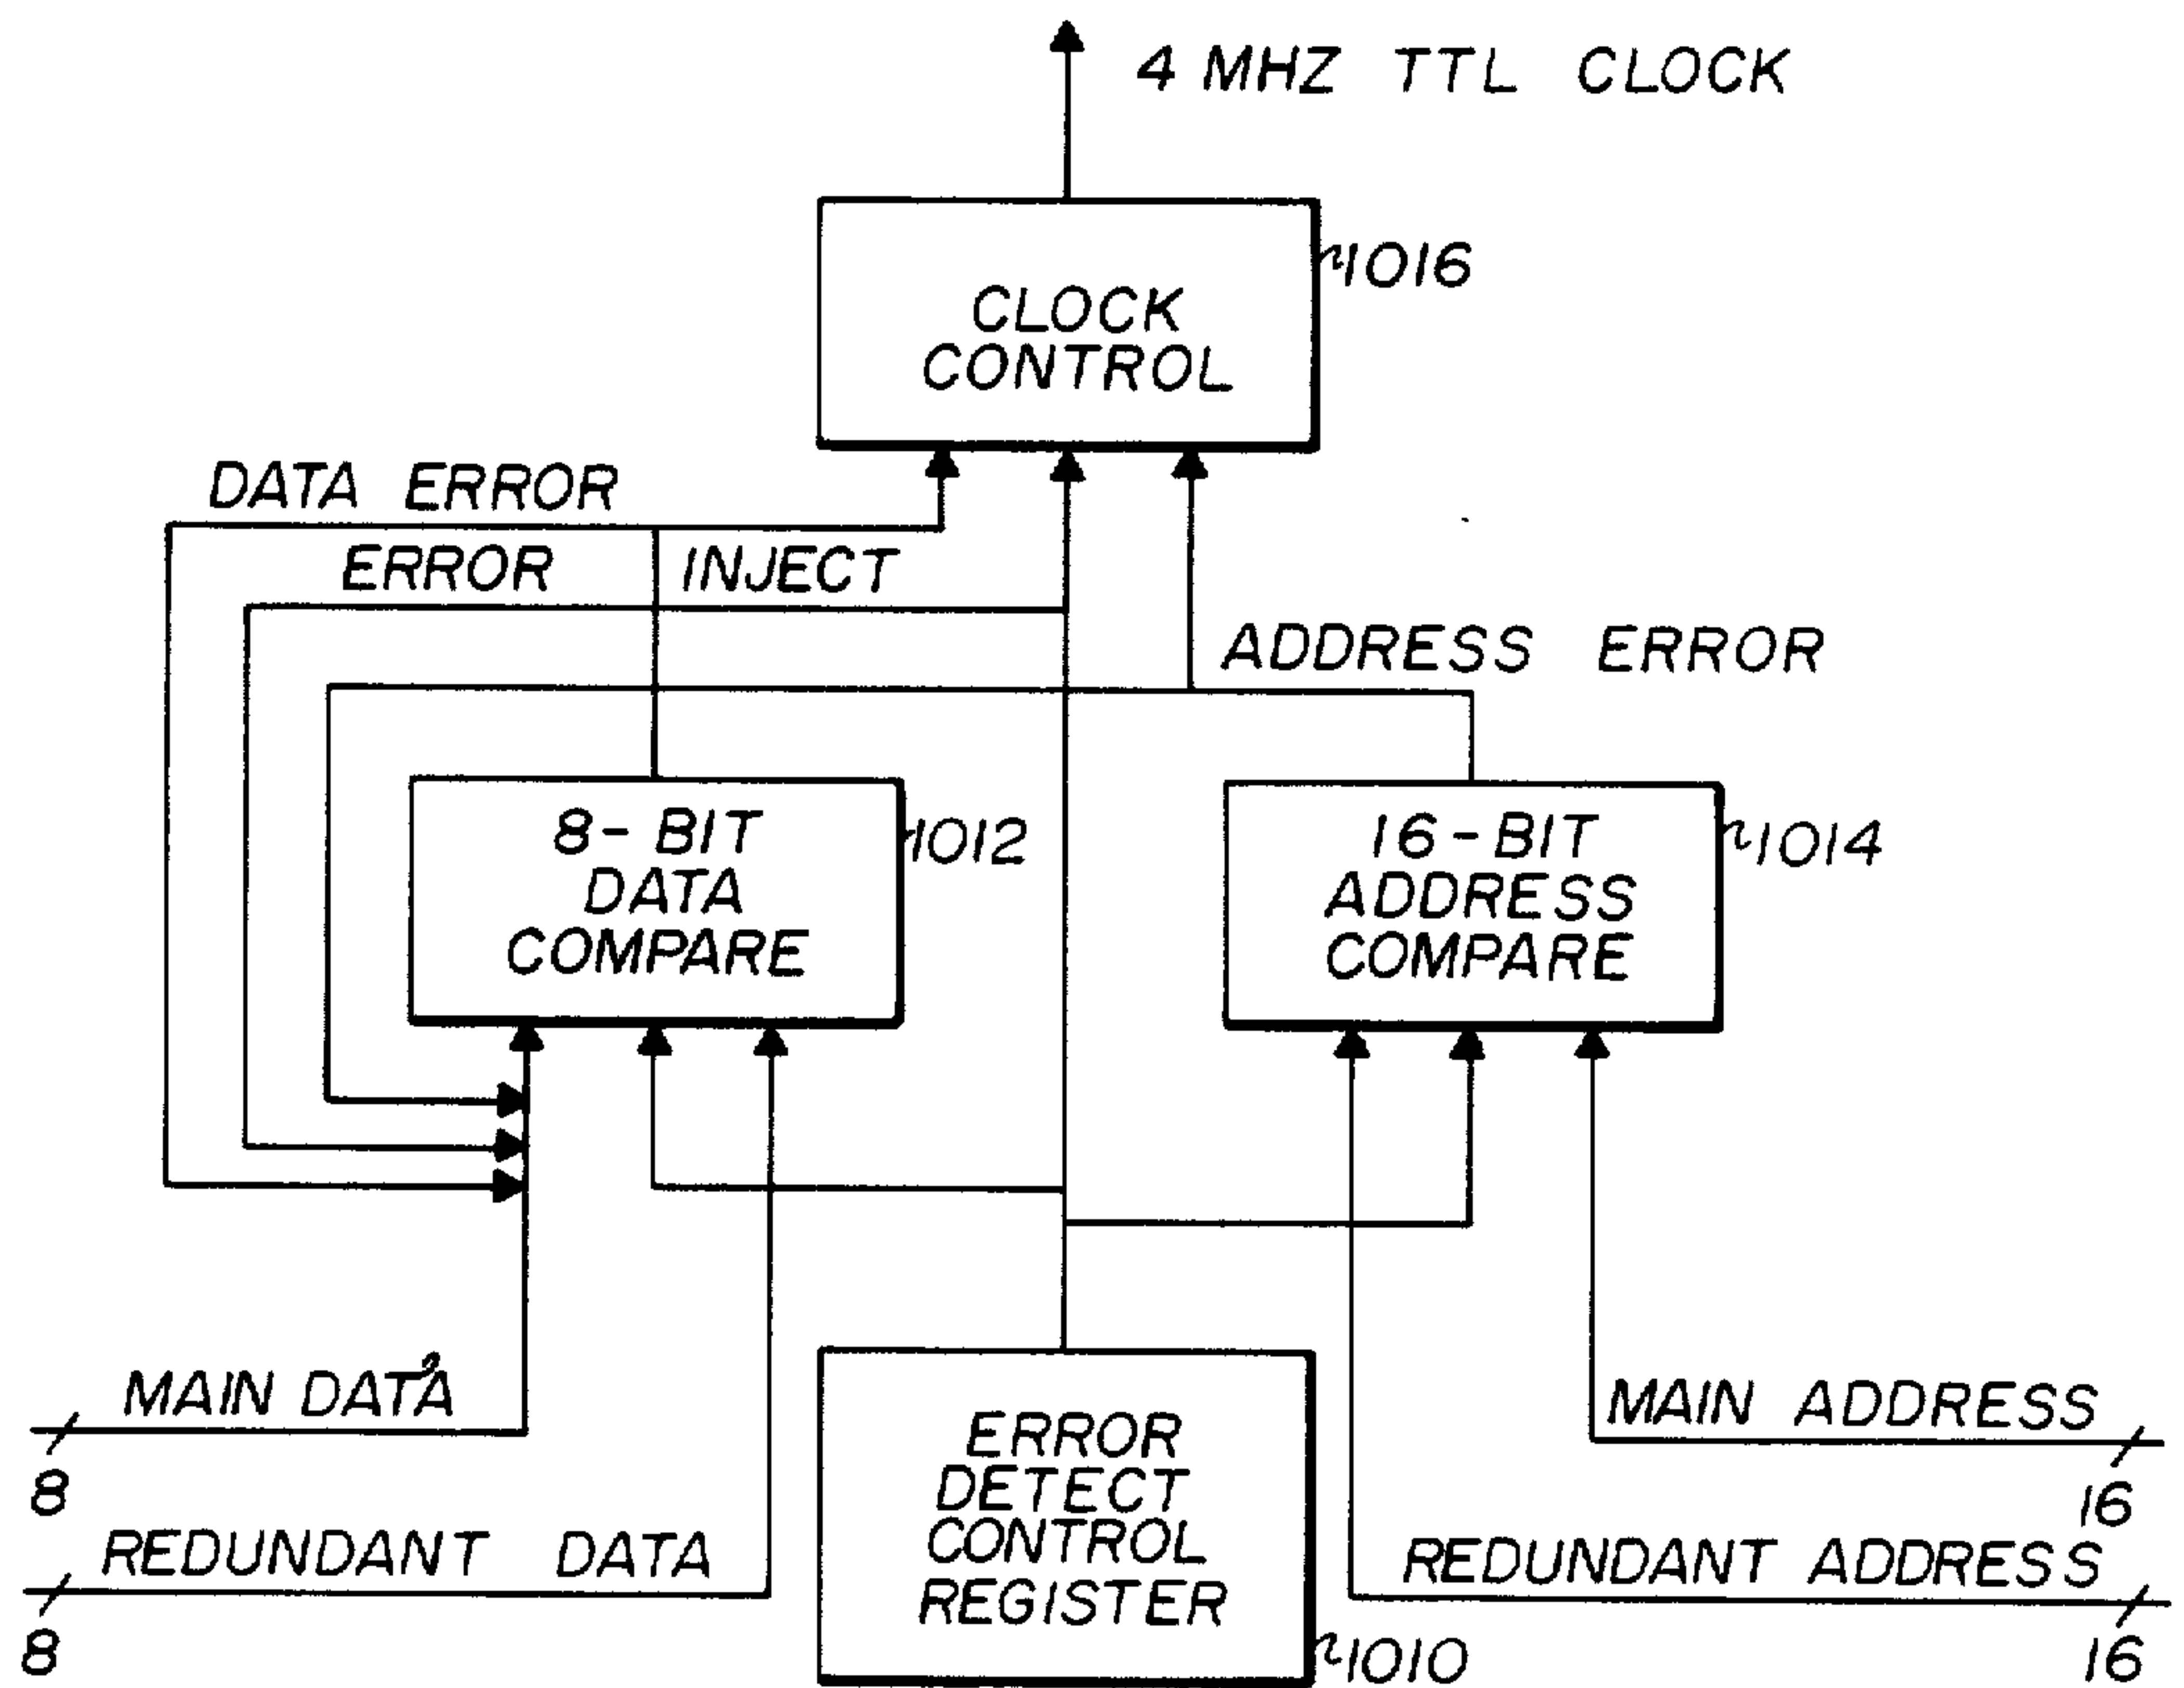 4 MHZ TTL CLOCK
CLOCK
CONTROL
1016
DATA ERROR
ERROR INJECT
ADDRESS ERROR
8-BIT
DATA
COMPARE
1012
16-BIT
ADDRESS
COMPARE
1014
MAIN DATA
8
REDUNDANT DATA
8
ERROR
DETECT
CONTROL
REGISTER
1010
MAIN ADDRESS
16
REDUNDANT ADDRESS
16